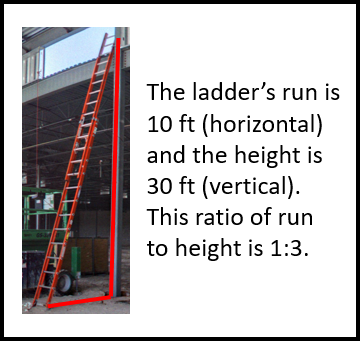 The ladder’s run is
10 ft (horizontal)
and the height is
30 ft (vertical).
This ratio of run
to height is 1:3.